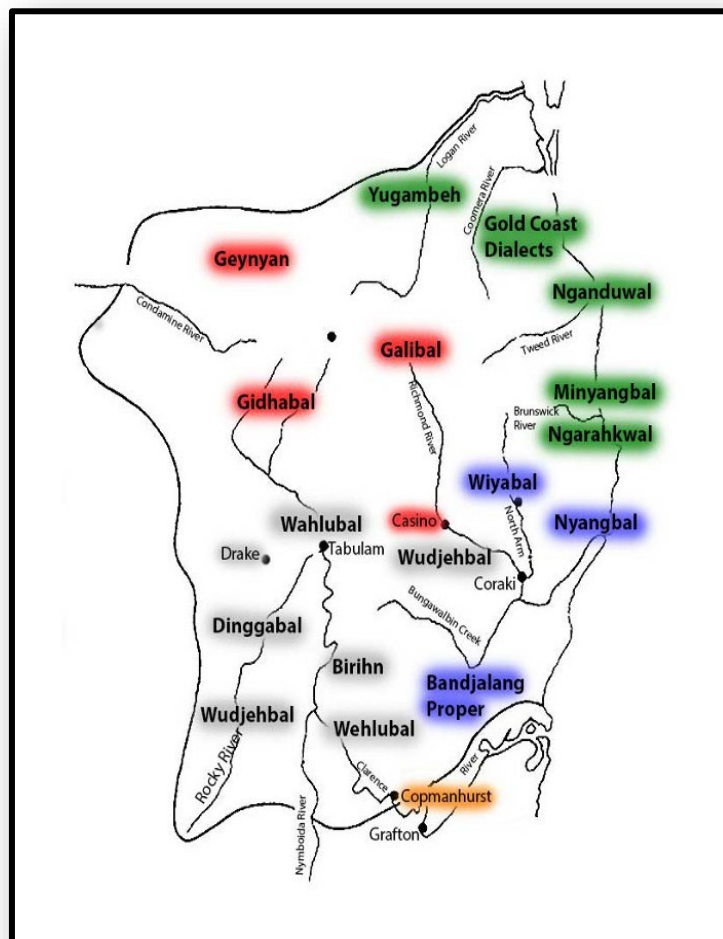 Logan River
Yugambeh
Coomera River
Gold Coast
Dialects
Geynyan
Nganduwal
Condamine River
Tweed River
Galibal
Gidhabal
Richmond River
Minyangbal
Brunswick
River
Ngarahkwal
Wiyabal
Nyangbal
Casino
North Arm
Wahlubal
Tabulam
Drake
Wudjehbal
Coraki
Bungawalbin Creek
Dinggabal
Birihn
Bandjalang
Proper
Wudjehbal
Wehlubal
Rocky River
River
Clarence
Copmanhurst
Nymboida River
Grafton